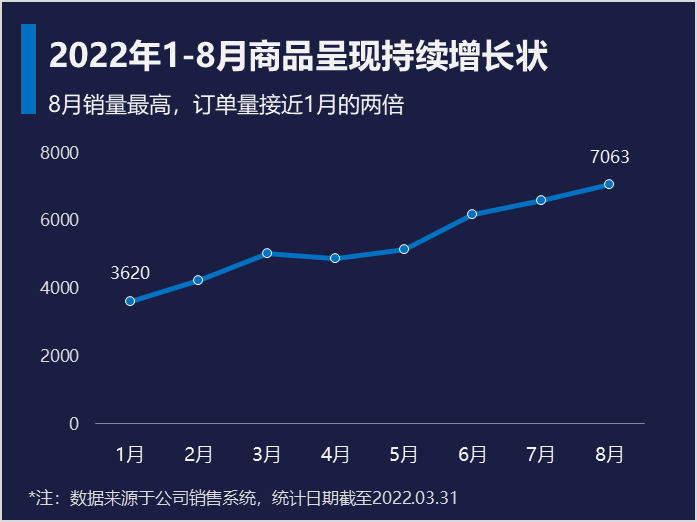 2022年1-8月商品呈现持续增长状
8月销量最高，订单量接近1月的两倍
8000
7063
6000
3620
4000
2000
0
1月 2月 3月 4月 5月 6月 7月 8月
*注：数据来源于公司销售系统，统计日期截至2022.03.31